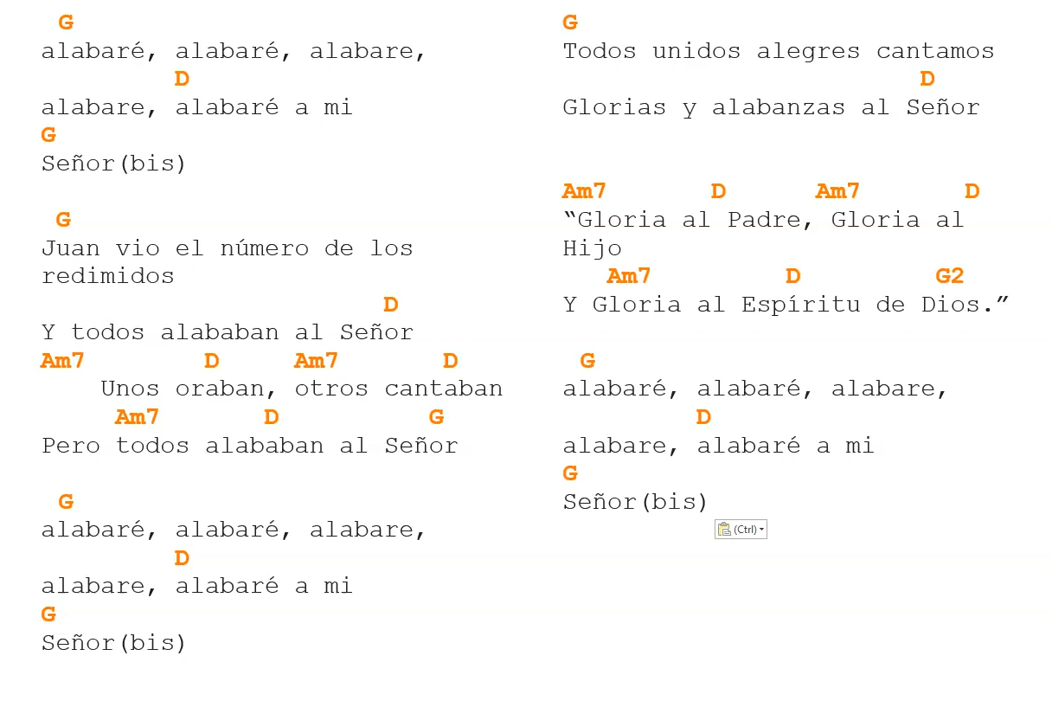 G
alabaré, alabaré, alabare,
D
alabare, alabaré a mi
G
Señor(bis)
G
Juan vio el número de los
redimidos
D
Y todos alababan al Señor
Am7 D Am7 D
Unos oraban, otros cantaban
Am7 D G
Pero todos alababan al Señor
G
alabaré, alabaré, alabare,
D
alabare, alabaré a mi
G
Señor(bis)
G
Todos unidos alegres cantamos
D
Glorias y alabanzas al Señor
Am7 D Am7 D
“Gloria al Padre, Gloria al
Hijo
Am7 D G2
Y Gloria al Espíritu de Dios.”
G
alabaré, alabaré, alabare,
D
alabare, alabaré a mi
G
Señor(bis)
(Ctrl)